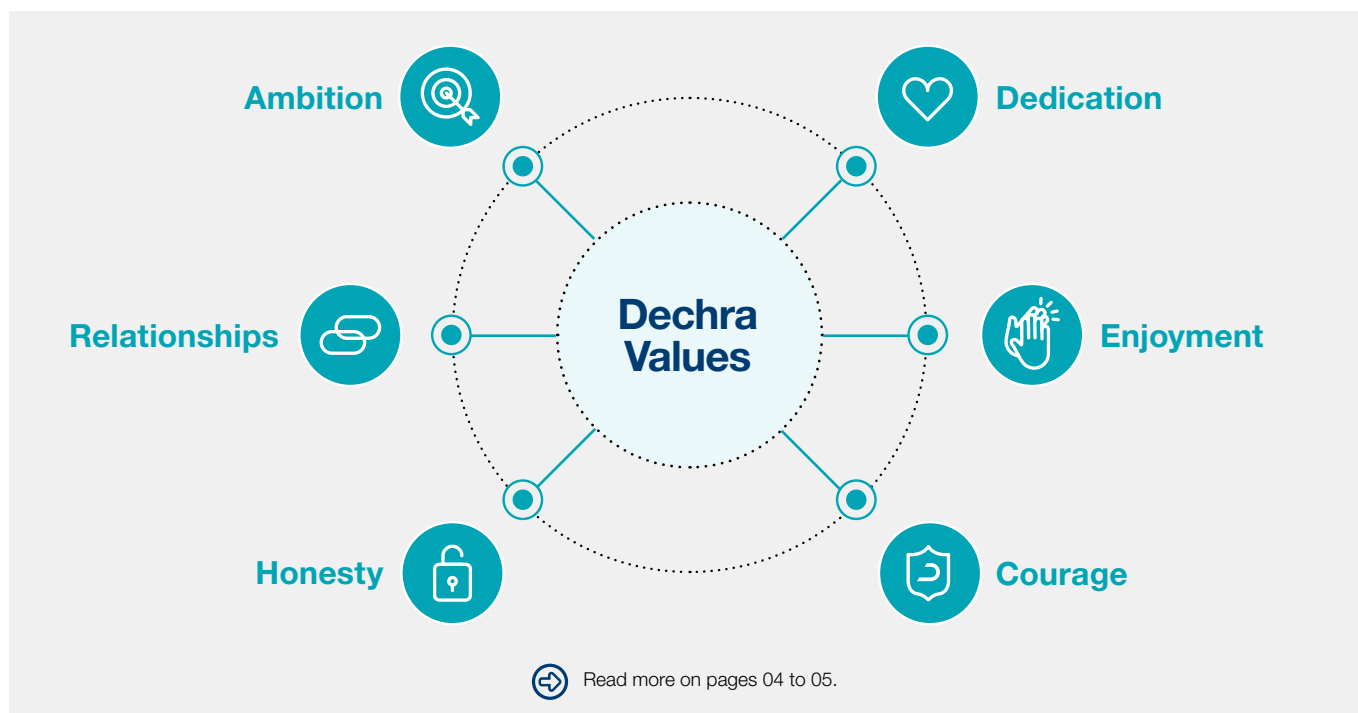 Ambition
Dedication
Relationships
Dechra
Values
Enjoyment
Honesty
Courage
Read more on pages 04 to 05.